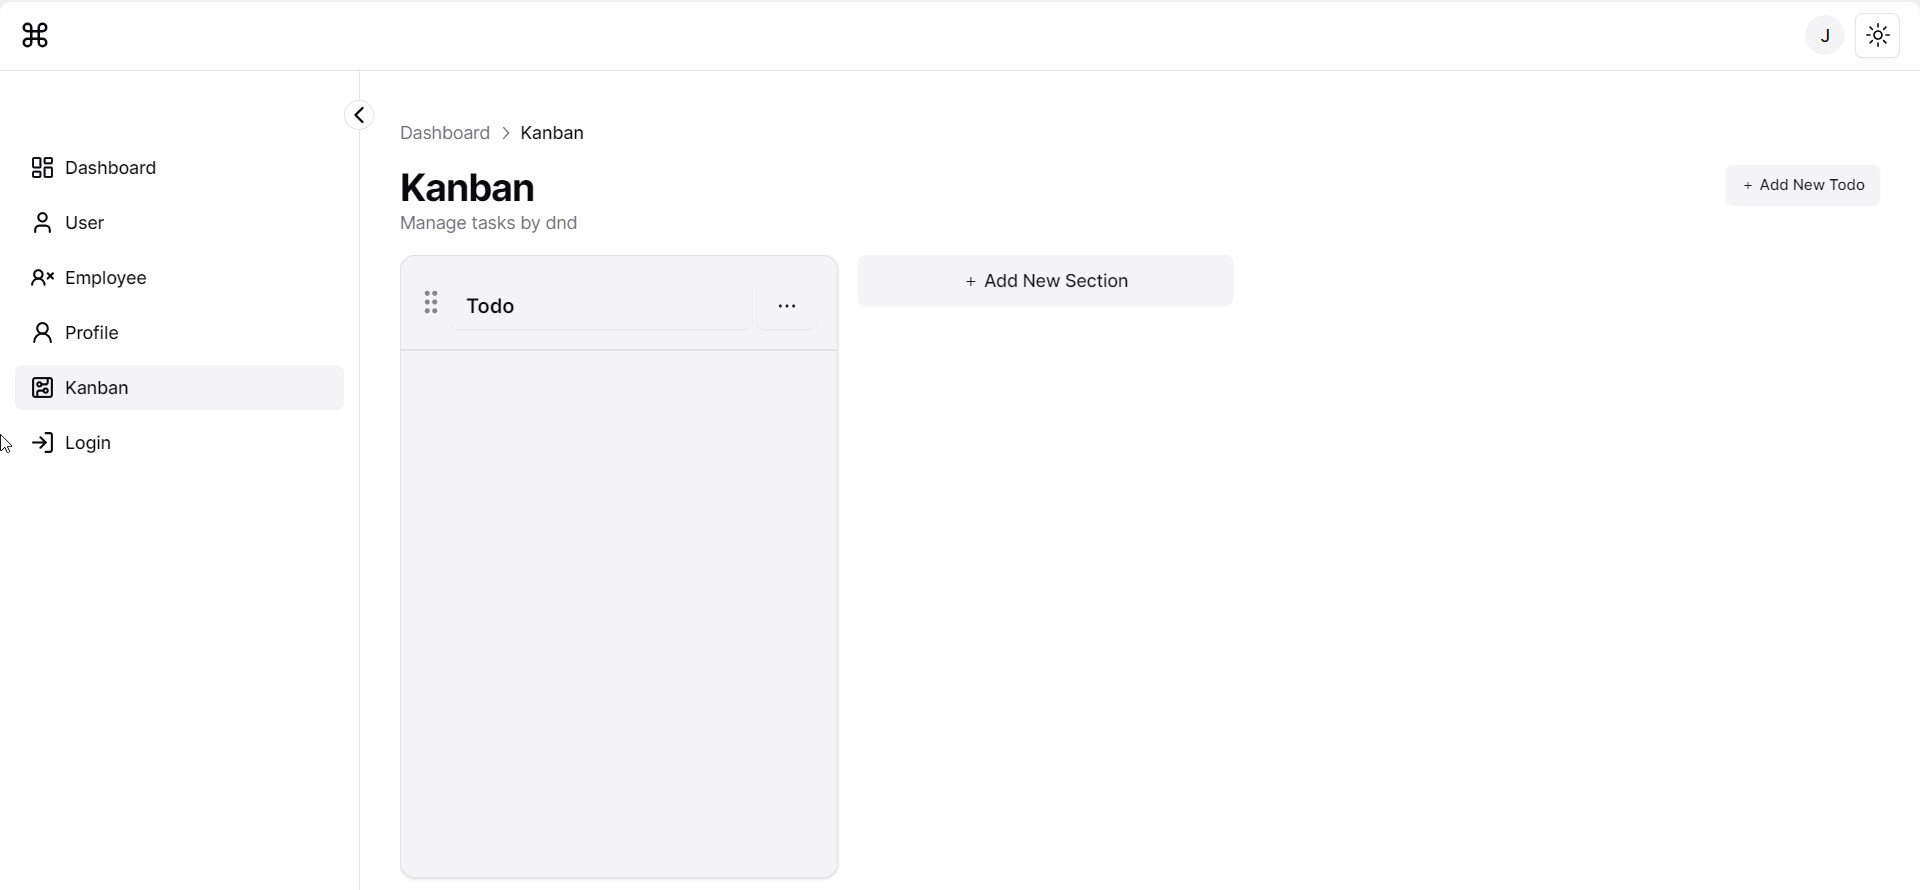 J
Dashboard
User
Employee
Profile
Kanban
Login
Dashboard > Kanban
Kanban
Manage tasks by dnd
+ Add New Todo
Todo
...
+ Add New Section